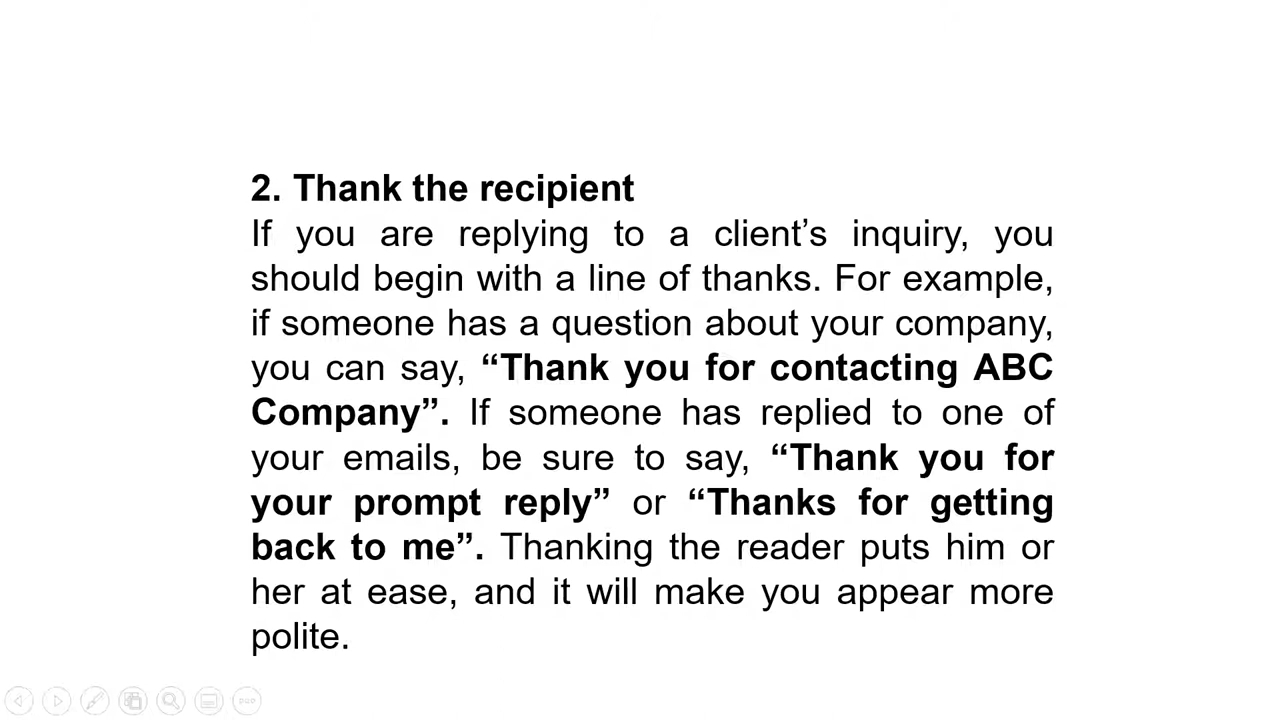 2. Thank the recipient
If you are replying to a client’s inquiry, you
should begin with a line of thanks. For example,
if someone has a question about your company,
you can say, “Thank you for contacting ABC
Company”. If someone has replied to one of
your emails, be sure to say, “Thank you for
your prompt reply” or “Thanks for getting
back to me”. Thanking the reader puts him or
her at ease, and it will make you appear more
polite.